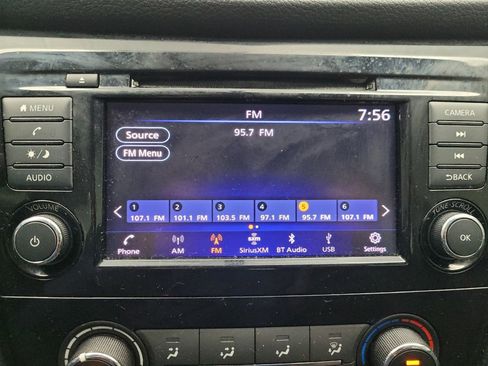 FM
7:56
MENU
CAMERA
Source
95.7 FM
FM Menu
AUDIO
BACK
1 2 3 4 5 6
107.1 FM 101.1 FM 103.5 FM 97.1 FM 95.7 FM 107.1 FM
VOLUME
TUNE·SCROLL
OK
Phone AM FM SiriusXM BT Audio USB Settings
sxm